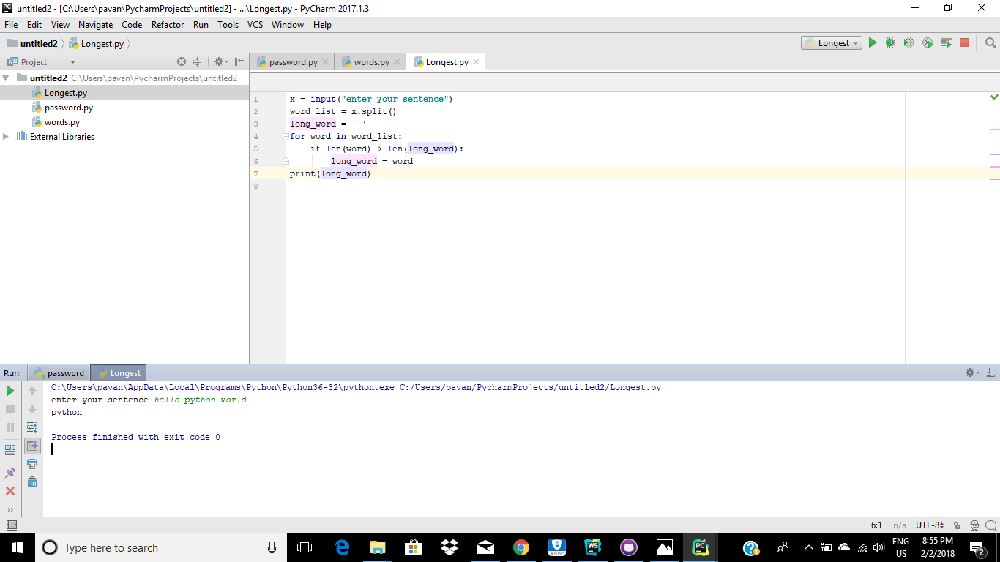 untitled2 - [C:\Users\pavan\PycharmProjects\untitled2] - ...\Longest.py - PyCharm 2017.1.3
File Edit View Navigate Code Refactor Run Tools VCS Window Help
untitled2 Longest.py Longest
Project password.py words.py Longest.py
untitled2 C:\Users\pavan\PycharmProjects\untitled2
Longest.py
password.py
words.py
External Libraries
1 x = input("enter your sentence")
2 word_list = x.split()
3 long_word = ' '
4 for word in word_list:
5 if len(word) > len(long_word):
6 long_word = word
7 print(long_word)
8
Run: password Longest
C:\Users\pavan\AppData\Local\Programs\Python\Python36-32\python.exe C:/Users/pavan/PycharmProjects/untitled2/Longest.py
enter your sentence hello python world
python
Process finished with exit code 0
6:1 n/a UTF-8
Type here to search
ENG 8:55 PM
US 2/2/2018
2